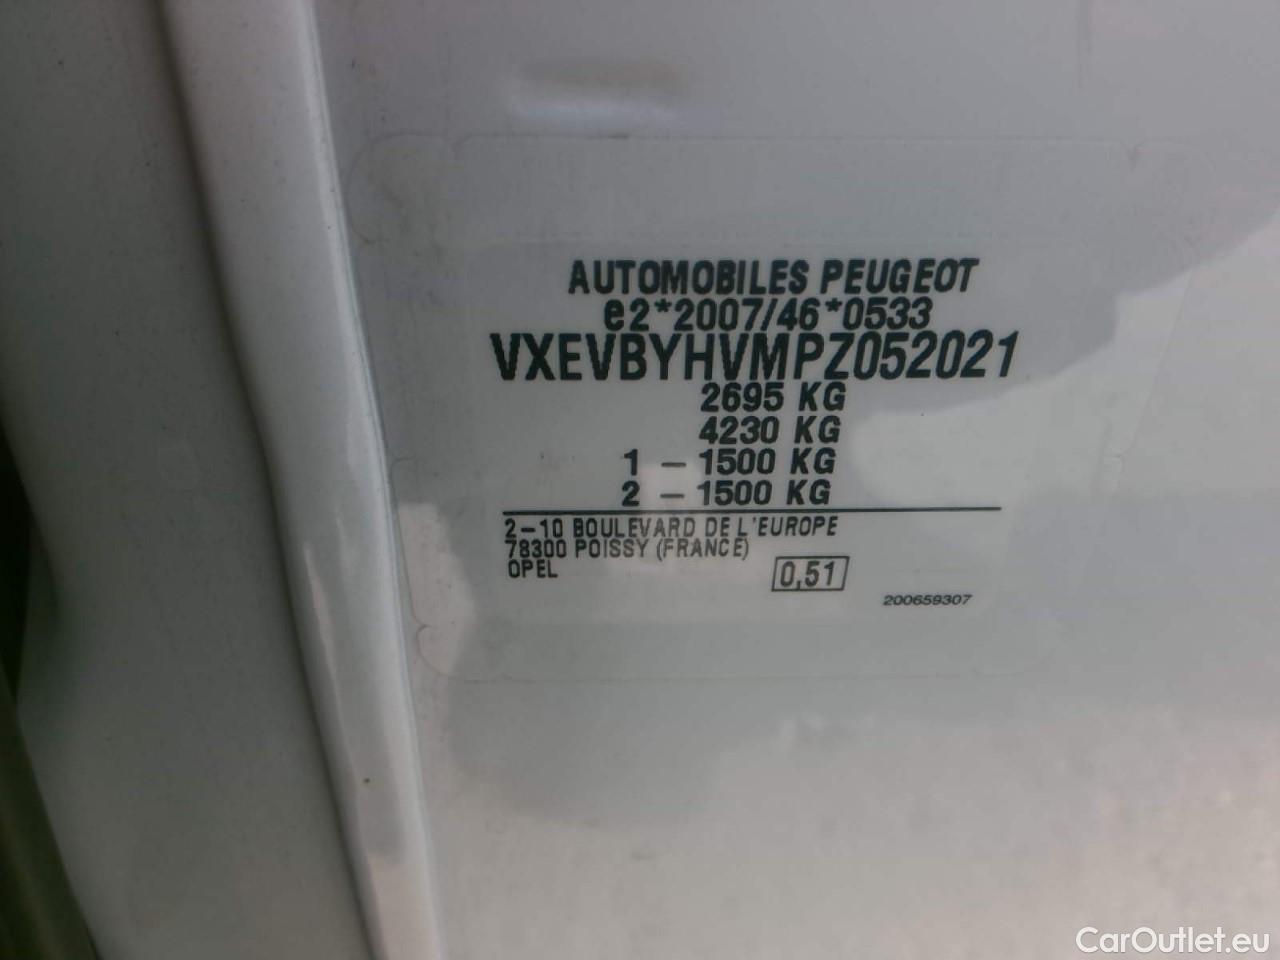 AUTOMOBILES PEUGEOT
e2*2007/46*0533
VXEVBYHVMPZ052021
2695 KG
4230 KG
1 – 1500 KG
2 – 1500 KG
2–10 BOULEVARD DE L'EUROPE
78300 POISSY (FRANCE)
OPEL
0,51
200659307
CarOutlet.eu